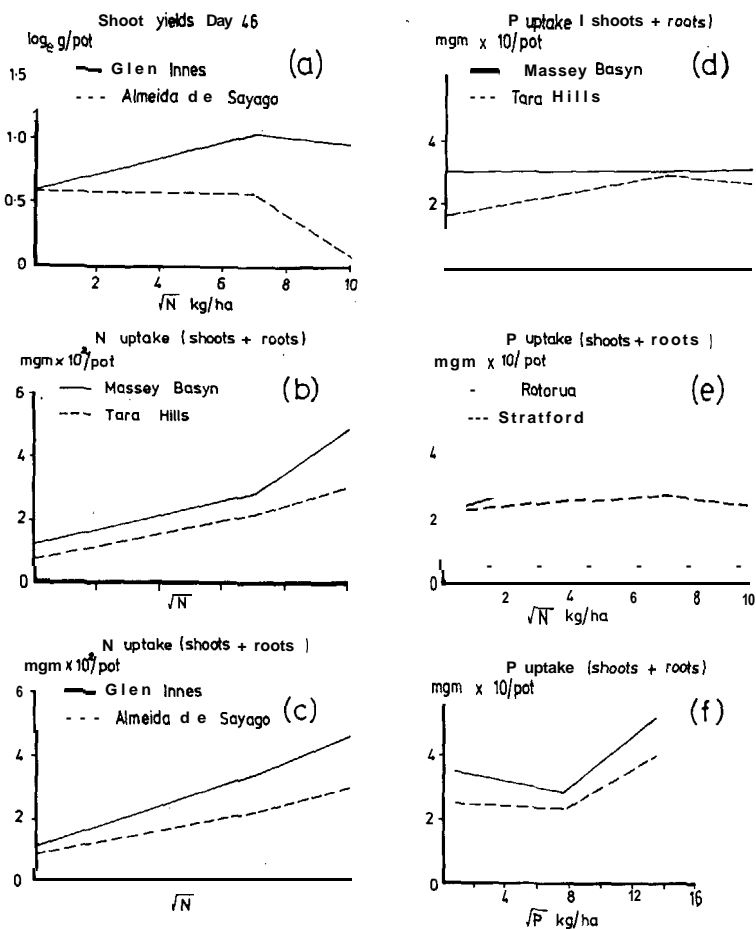 Shoot yields Day 46
loge g/pot
(a)
Glen Innes
Almeida de Sayago
1·5
1·0
0·5
0
2 4 6 8 10
√N kg/ha
N uptake (shoots + roots)
mgm x 10²/pot
(b)
Massey Basyn
Tara Hills
6
4
2
0
√N
N uptake (shoots + roots )
mgm x 10²/pot
(c)
Glen Innes
Almeida de Sayago
6
4
2
0
√N
P uptake I shoots + roots)
mgm x 10/pot
(d)
Massey Basyn
Tara Hills
4
2
P uptake (shoots + roots )
mgm x 10/ pot
(e)
Rotorua
Stratford
4
2
0
2 4 6 8 10
√N kg/ha
P uptake (shoots + roots)
mgm x 10/pot
(f)
4
2
0
4 8 12 16
√P kg/ha